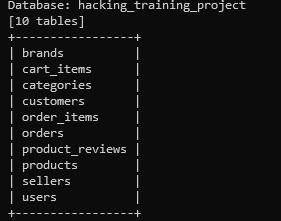 Database: hacking_training_project
[10 tables]
+-----------------+
| brands          |
| cart_items      |
| categories      |
| customers       |
| order_items     |
| orders          |
| product_reviews |
| products        |
| sellers         |
| users           |
+-----------------+